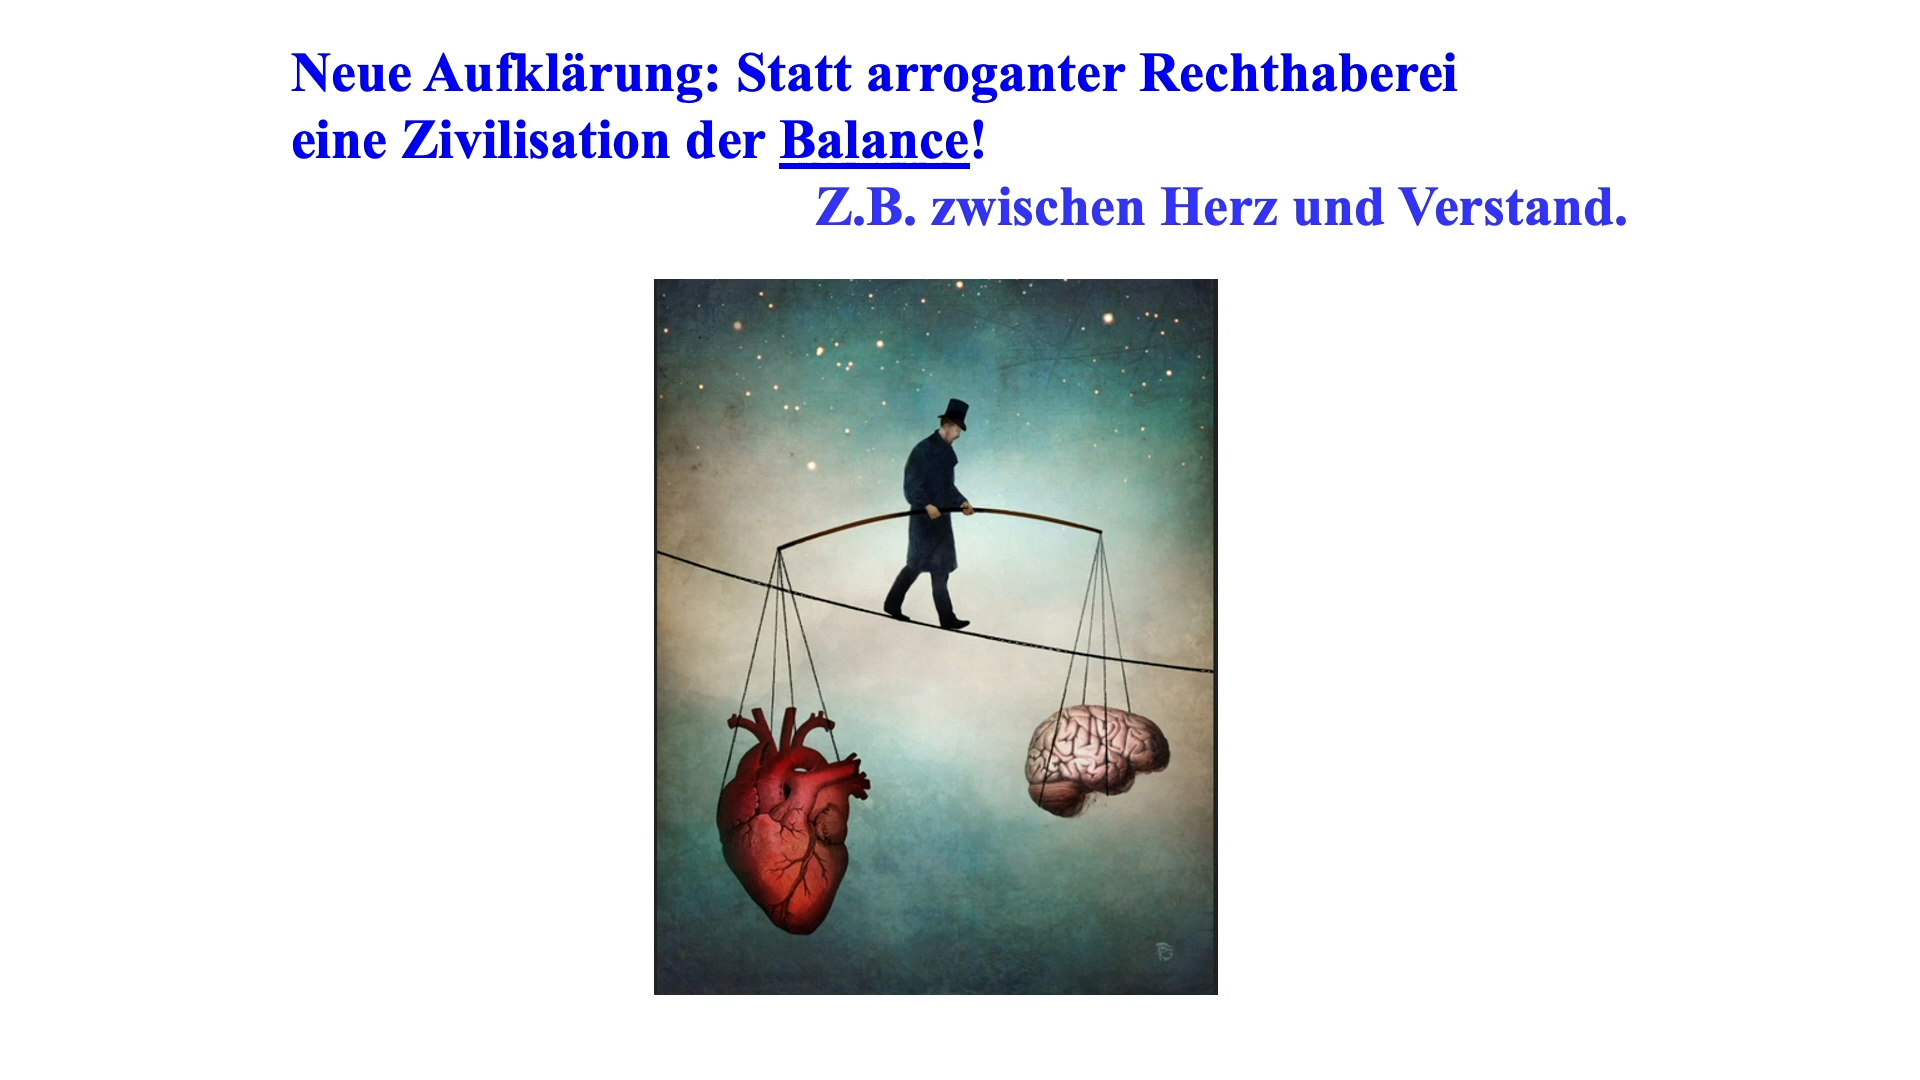 Neue Aufklärung: Statt arroganter Rechthaberei
eine Zivilisation der Balance!
Z.B. zwischen Herz und Verstand.